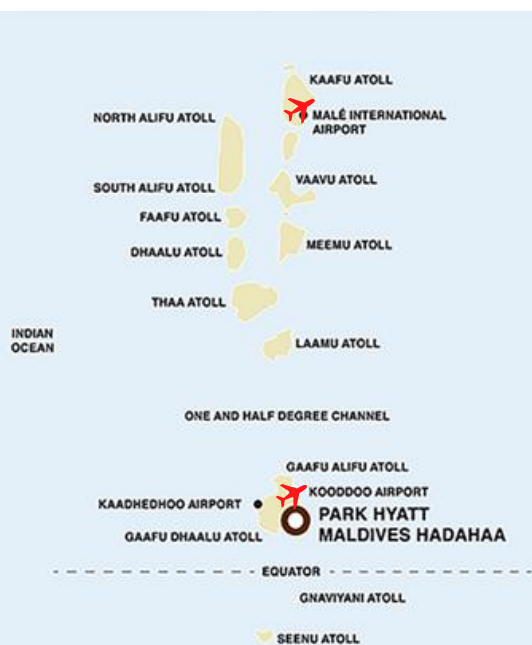 KAAFU ATOLL
MALÉ INTERNATIONAL
AIRPORT
NORTH ALIFU ATOLL
VAAVU ATOLL
SOUTH ALIFU ATOLL
FAAFU ATOLL
MEEMU ATOLL
DHAALU ATOLL
THAA ATOLL
INDIAN
OCEAN
LAAMU ATOLL
ONE AND HALF DEGREE CHANNEL
GAAFU ALIFU ATOLL
KOODDOO AIRPORT
KAADHEDHOO AIRPORT
PARK HYATT
MALDIVES HADAHAA
GAAFU DHAALU ATOLL
EQUATOR
GNAVIYANI ATOLL
SEENU ATOLL